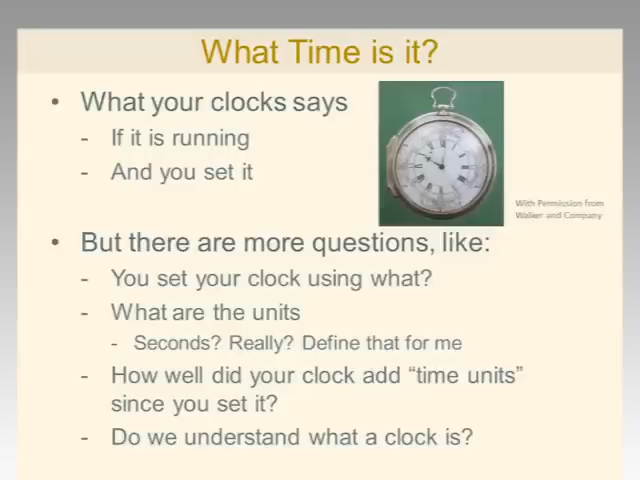 What Time is it?
• What your clocks says
- If it is running
- And you set it
With Permission from
Walker and Company
• But there are more questions, like:
- You set your clock using what?
- What are the units
- Seconds? Really? Define that for me
- How well did your clock add “time units”
since you set it?
- Do we understand what a clock is?